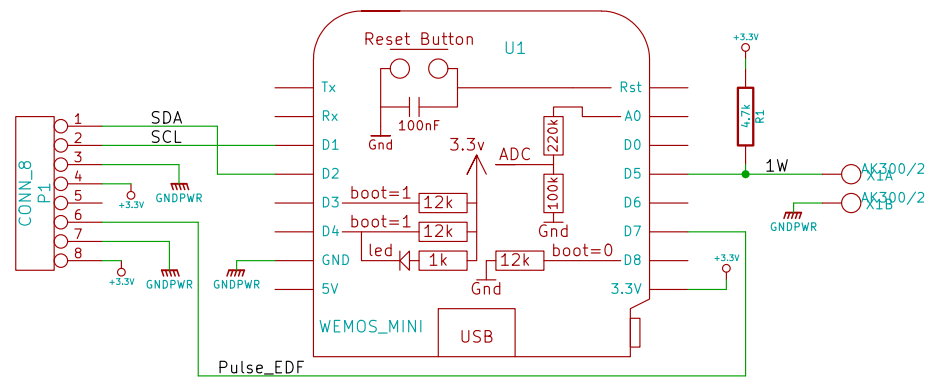 Reset Button
U1
+3.3V
Tx
Rst
Rx
A0
100nF
4.7k
R1
SDA
1
SCL
2
D1
Gnd
3.3v
ADC
220k
D0
3
D2
D5
1W
AK300/2
X1A
GNDPWR
4
+3.3V
5
D3
boot=1
12k
100k
D6
AK300/2
X1B
GNDPWR
CONN_8
P1
6
D4
boot=1
12k
Gnd
D7
7
led
1k
boot=0
12k
8
GND
D8
+3.3V
+3.3V
GNDPWR
GNDPWR
5V
Gnd
3.3V
WEMOS_MINI
USB
Pulse_EDF